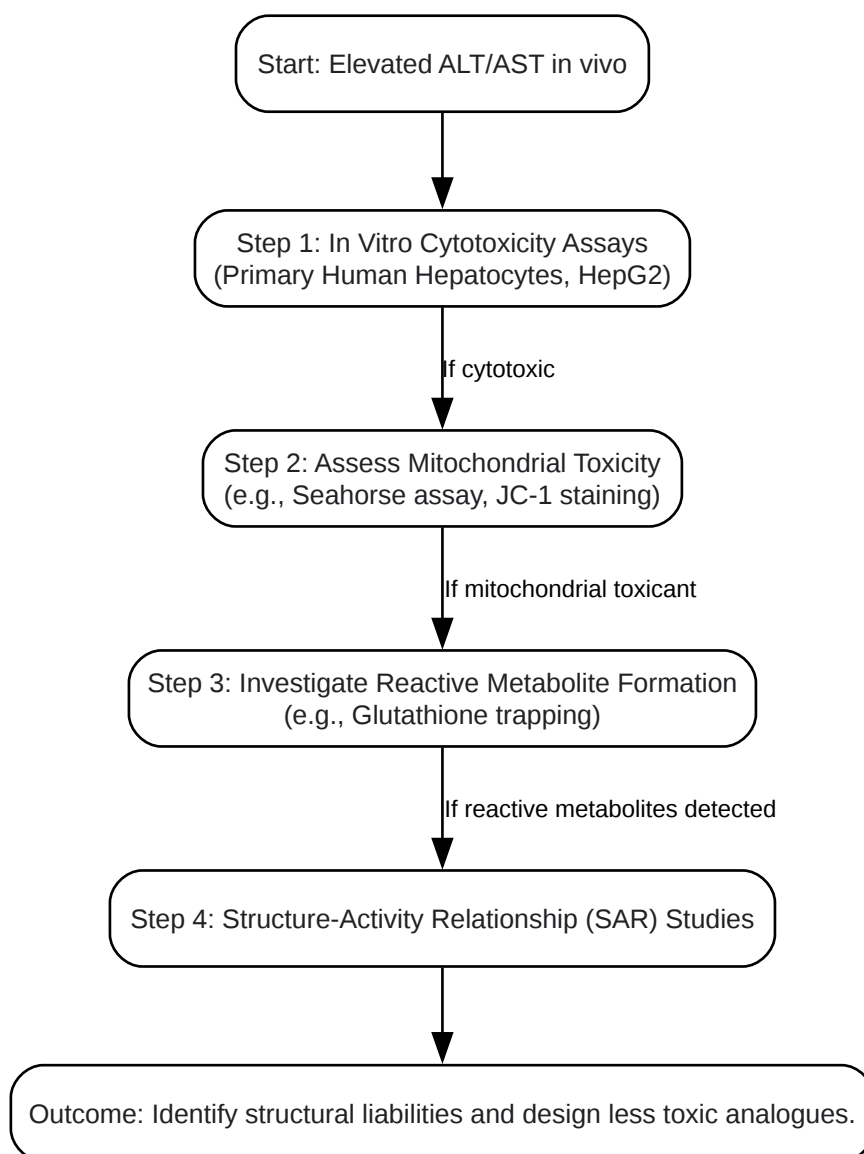 Start: Elevated ALT/AST in vivo
Step 1: In Vitro Cytotoxicity Assays
(Primary Human Hepatocytes, HepG2)
If cytotoxic
Step 2: Assess Mitochondrial Toxicity
(e.g., Seahorse assay, JC-1 staining)
If mitochondrial toxicant
Step 3: Investigate Reactive Metabolite Formation
(e.g., Glutathione trapping)
If reactive metabolites detected
Step 4: Structure-Activity Relationship (SAR) Studies
Outcome: Identify structural liabilities and design less toxic analogues.